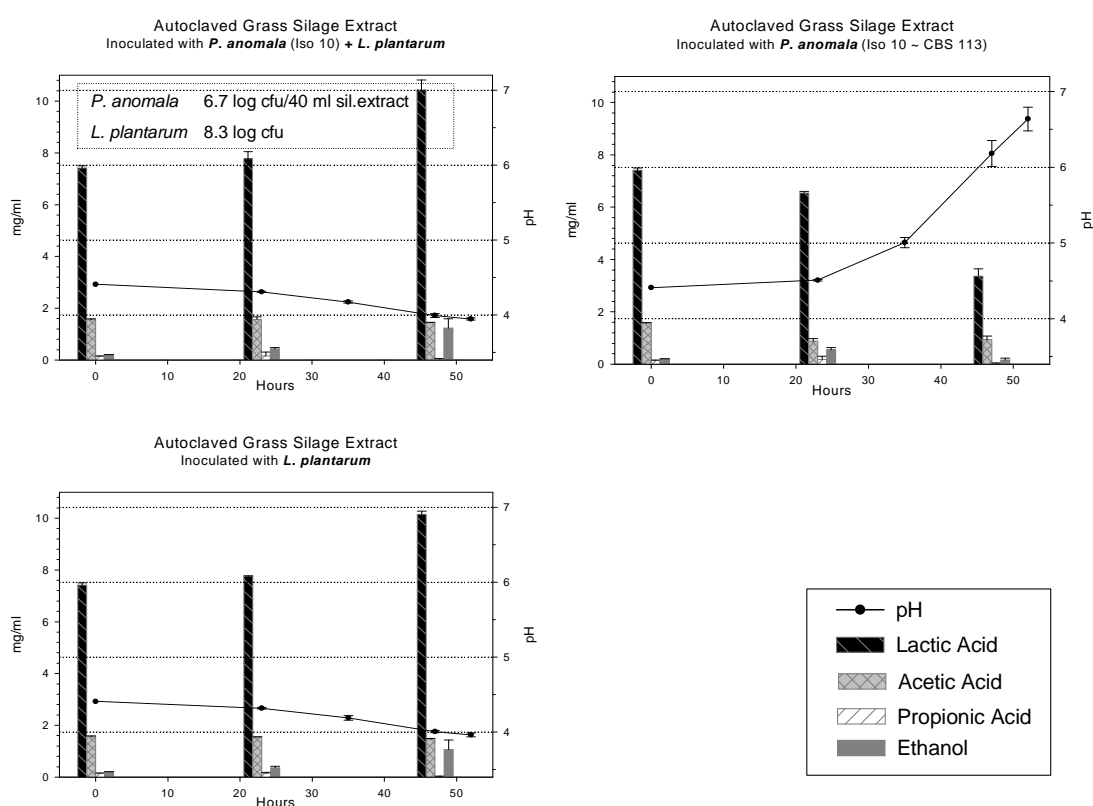 Autoclaved Grass Silage Extract
Inoculated with P. anomala (Iso 10) + L. plantarum
P. anomala 6.7 log cfu/40 ml sil.extract
L. plantarum 8.3 log cfu
mg/ml
10
8
6
4
2
0
pH
7
6
5
4
0 20 30 40 50
Hours
Autoclaved Grass Silage Extract
Inoculated with P. anomala (Iso 10 ~ CBS 113)
mg/ml
10
8
6
4
2
0
pH
7
6
5
4
0 20 30 40 50
Hours
Autoclaved Grass Silage Extract
Inoculated with L. plantarum
mg/ml
10
8
6
4
2
0
pH
7
6
5
4
0 20 30 40 50
Hours
pH
Lactic Acid
Acetic Acid
Propionic Acid
Ethanol